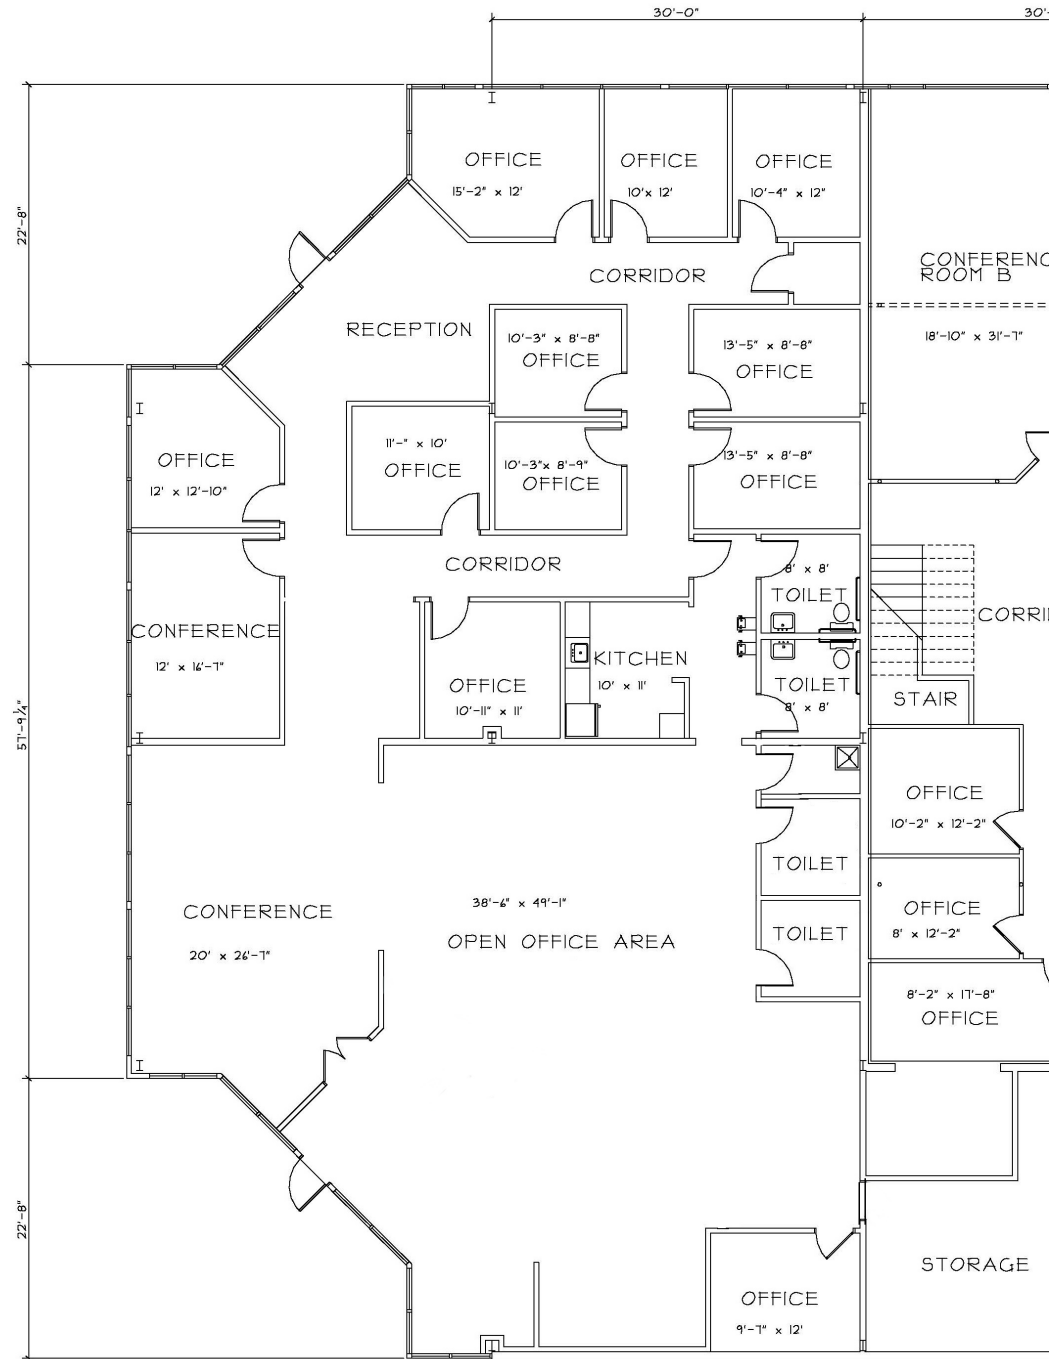 30'-0"
30'-
22'-8"
OFFICE
15'-2" x 12'
OFFICE
10'x 12'
OFFICE
10'-4" x 12"
CORRIDOR
CONFERENC
ROOM B
18'-10" x 31'-7"
RECEPTION
10'-3" x 8'-8"
OFFICE
13'-5" x 8'-8"
OFFICE
OFFICE
12' x 12'-10"
11'-" x 10'
OFFICE
10'-3"x 8'-9"
OFFICE
13'-5" x 8'-8"
OFFICE
CORRIDOR
8' x 8'
TOILET
CORRI
CONFERENCE
12' x 16'-7"
OFFICE
10'-11" x 11'
KITCHEN
10' x 11'
TOILET
8' x 8'
STAIR
57'-9¼"
OFFICE
10'-2" x 12'-2"
TOILET
CONFERENCE
20' x 26'-7"
38'-6" x 49'-1"
OPEN OFFICE AREA
TOILET
OFFICE
8' x 12'-2"
8'-2" x 17'-8"
OFFICE
22'-8"
STORAGE
OFFICE
9'-7" x 12'